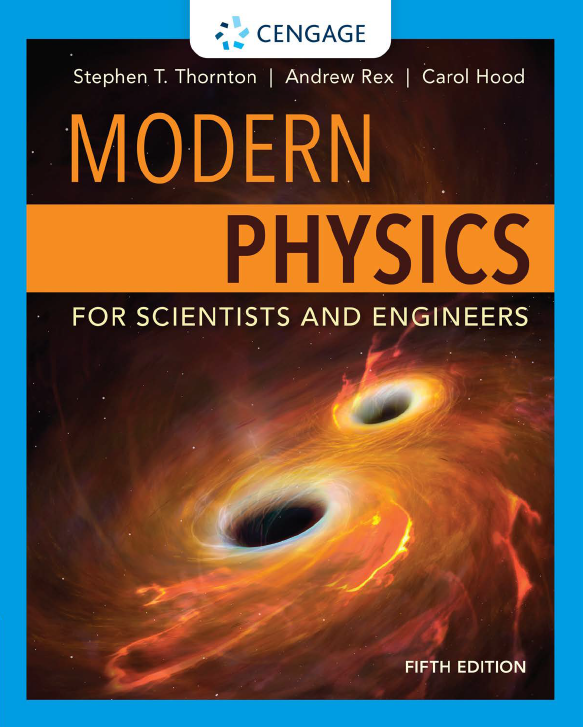 CENGAGE
Stephen T. Thornton | Andrew Rex | Carol Hood
MODERN
PHYSICS
FOR SCIENTISTS AND ENGINEERS
FIFTH EDITION